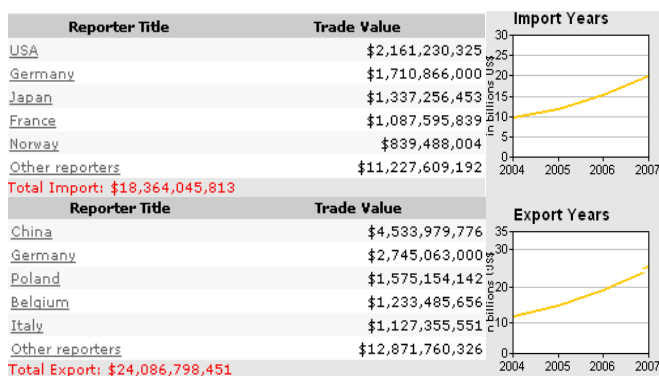 Reporter Title Trade Value
USA $2,161,230,325
Germany $1,710,866,000
Japan $1,337,256,453
France $1,087,595,839
Norway $839,488,004
Other reporters $11,227,609,192
Total Import: $18,364,045,813
Import Years
in billions US$
30
25
20
15
10
5
0
2004 2005 2006 2007
Reporter Title Trade Value
China $4,533,979,776
Germany $2,745,063,000
Poland $1,575,154,142
Belgium $1,233,485,656
Italy $1,127,355,551
Other reporters $12,871,760,326
Total Export: $24,086,798,451
Export Years
in billions US$
35
30
20
10
0
2004 2005 2006 2007